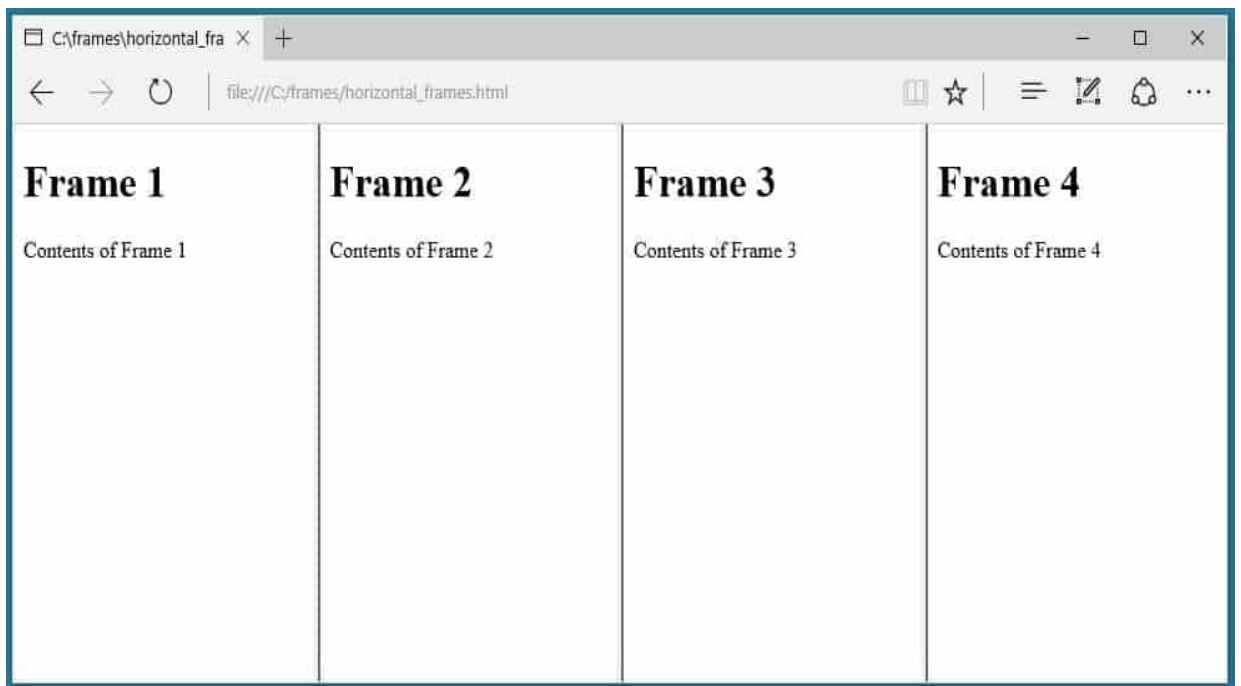 C:\frames\horizontal_fra
file:///C:/frames/horizontal_frames.html
Frame 1
Contents of Frame 1
Frame 2
Contents of Frame 2
Frame 3
Contents of Frame 3
Frame 4
Contents of Frame 4